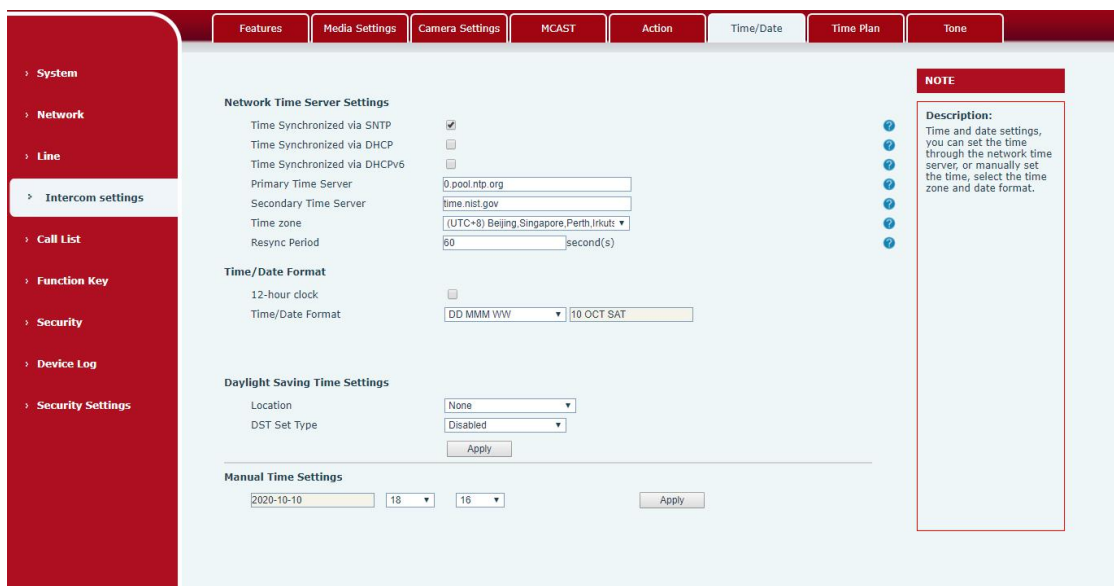 Features Media Settings Camera Settings MCAST Action Time/Date Time Plan Tone
System
Network
Line
Intercom settings
Call List
Function Key
Security
Device Log
Security Settings
Network Time Server Settings
Time Synchronized via SNTP
Time Synchronized via DHCP
Time Synchronized via DHCPv6
Primary Time Server 0.pool.ntp.org
Secondary Time Server time.nist.gov
Time zone (UTC+8) Beijing,Singapore,Perth,Irkuts
Resync Period 60 second(s)
Time/Date Format
12-hour clock
Time/Date Format DD MMM WW 10 OCT SAT
Daylight Saving Time Settings
Location None
DST Set Type Disabled
Apply
Manual Time Settings
2020-10-10 18 16 Apply
NOTE
Description:
Time and date settings,
you can set the time
through the network time
server, or manually set
the time, select the time
zone and date format.